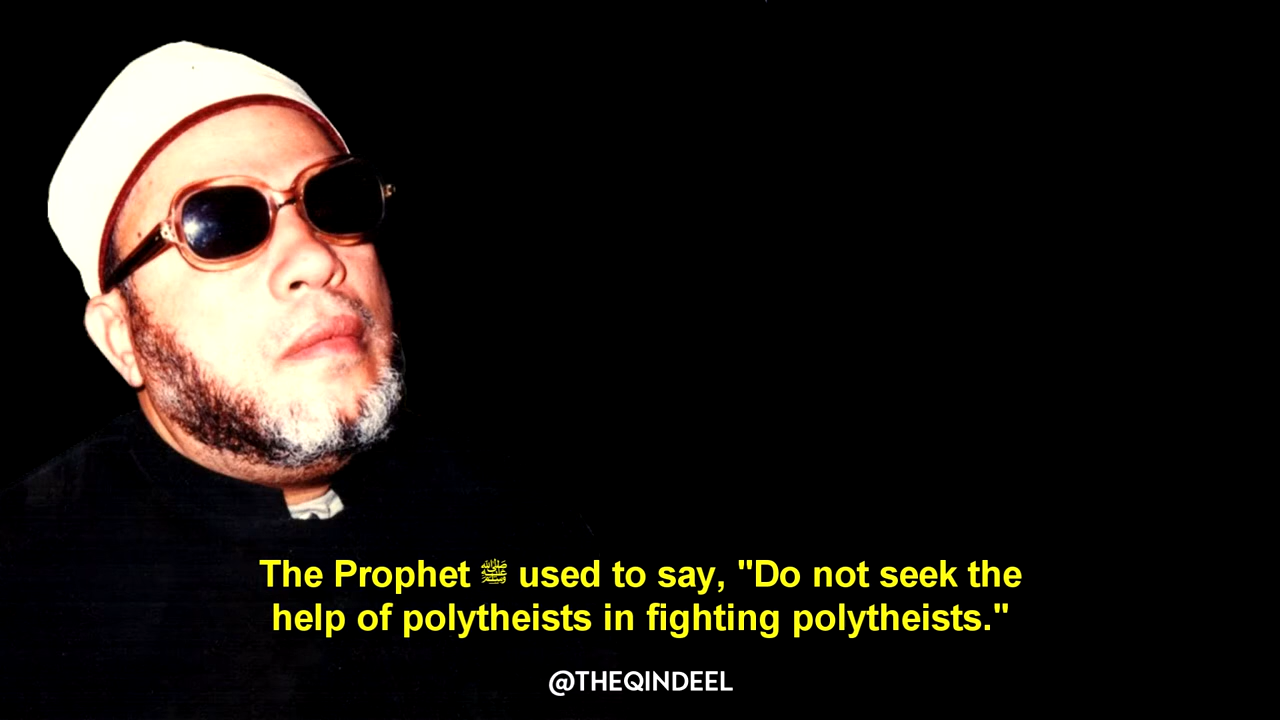 The Prophet ﷺ used to say, "Do not seek the
help of polytheists in fighting polytheists."
@THEQINDEEL